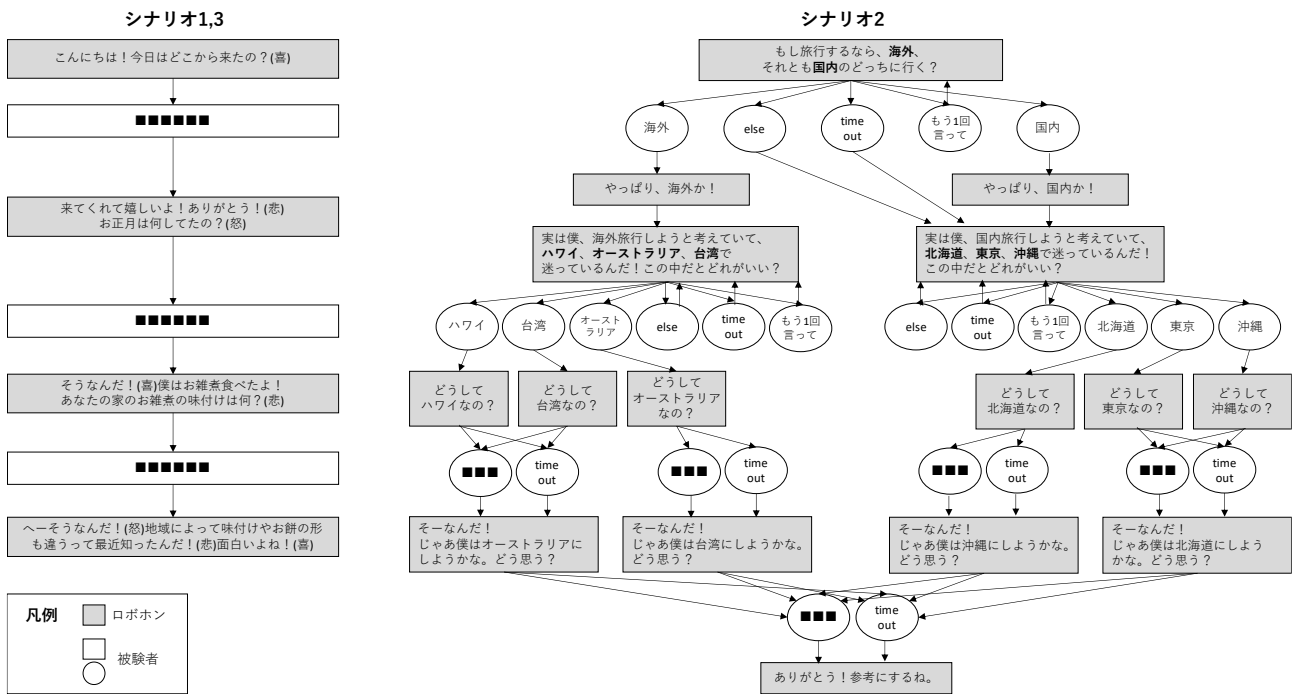 シナリオ1,3
こんにちは！今日はどこから来たの？(喜)
■■■■■■
来てくれて嬉しいよ！ありがとう！(悲)
お正月は何してたの？(怒)
■■■■■■
そうなんだ！(喜)僕はお雑煮食べたよ！
あなたの家のお雑煮の味付けは何？(悲)
■■■■■■
へーそうなんだ！(怒)地域によって味付けやお餅の形
も違うって最近知ったんだ！(悲)面白いよね！(喜)
凡例
ロボホン
被験者
シナリオ2
もし旅行するなら、海外、
それとも国内のどっちに行く？
海外
else
time
out
もう1回
言って
国内
やっぱり、海外か！
やっぱり、国内か！
実は僕、海外旅行しようと考えていて、
ハワイ、オーストラリア、台湾で
迷っているんだ！この中だとどれがいい？
実は僕、国内旅行しようと考えていて、
北海道、東京、沖縄で迷っているんだ！
この中だとどれがいい？
ハワイ
台湾
オースト
ラリア
else
time
out
もう1回
言って
else
time
out
もう1回
言って
北海道
東京
沖縄
どうして
ハワイなの？
どうして
台湾なの？
どうして
オーストラリア
なの？
どうして
北海道なの？
どうして
東京なの？
どうして
沖縄なの？
■■■
time
out
■■■
time
out
■■■
time
out
■■■
time
out
そーなんだ！
じゃあ僕はオーストラリアに
しようかな。どう思う？
そーなんだ！
じゃあ僕は台湾にしようかな。
どう思う？
そーなんだ！
じゃあ僕は沖縄にしようかな。
どう思う？
そーなんだ！
じゃあ僕は北海道にしよう
かな。どう思う？
■■■
time
out
ありがとう！参考にするね。